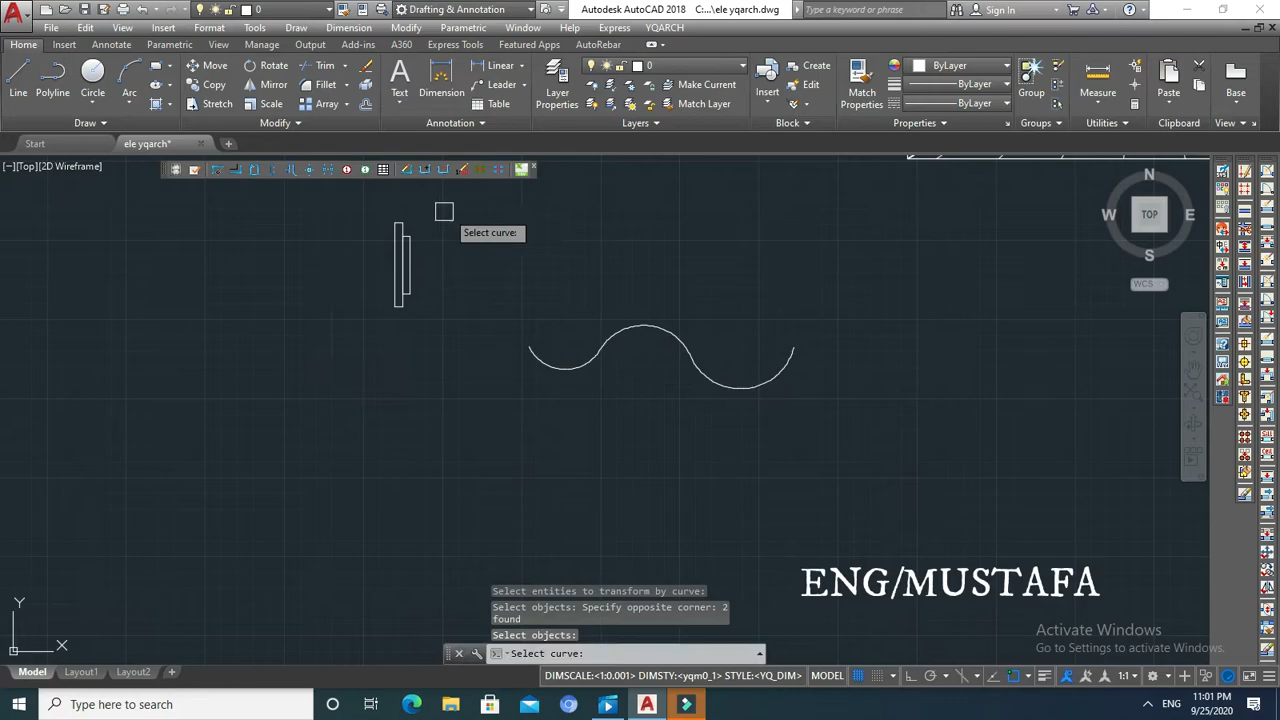 0
Drafting & Annotation
Autodesk AutoCAD 2018 C:...\ele yqarch.dwg
Type a keyword or phrase
Sign In
File Edit View Insert Format Tools Draw Dimension Modify Parametric Window Help Express YQARCH
Home Insert Annotate Parametric View Manage Output Add-ins A360 Express Tools Featured Apps AutoRebar
Line Polyline Circle Arc
Move Rotate Trim
Copy Mirror Fillet
Stretch Scale Array
Text Dimension
Linear
Leader
Table
Layer Properties
0
Make Current
Match Layer
Insert
Create
Edit
Match Properties
ByLayer
ByLayer
ByLayer
Group
Measure
Paste
Base
Draw Modify Annotation Layers Block Properties Groups Utilities Clipboard View
Start ele yqarch*
[−][Top][2D Wireframe]
N
W TOP E
S
WCS
Select curve:
ENG/MUSTAFA
Select entities to transform by curve:
Select objects: Specify opposite corner: 2
found
Select objects:
Select curve:
Activate Windows
Go to Settings to activate Windows.
Y
X
Model Layout1 Layout2
DIMSCALE:<1:0.001> DIMSTY:<yqm0_1> STYLE:<YQ_DIM> MODEL
1:1
Type here to search
ENG
11:01 PM
9/25/2020